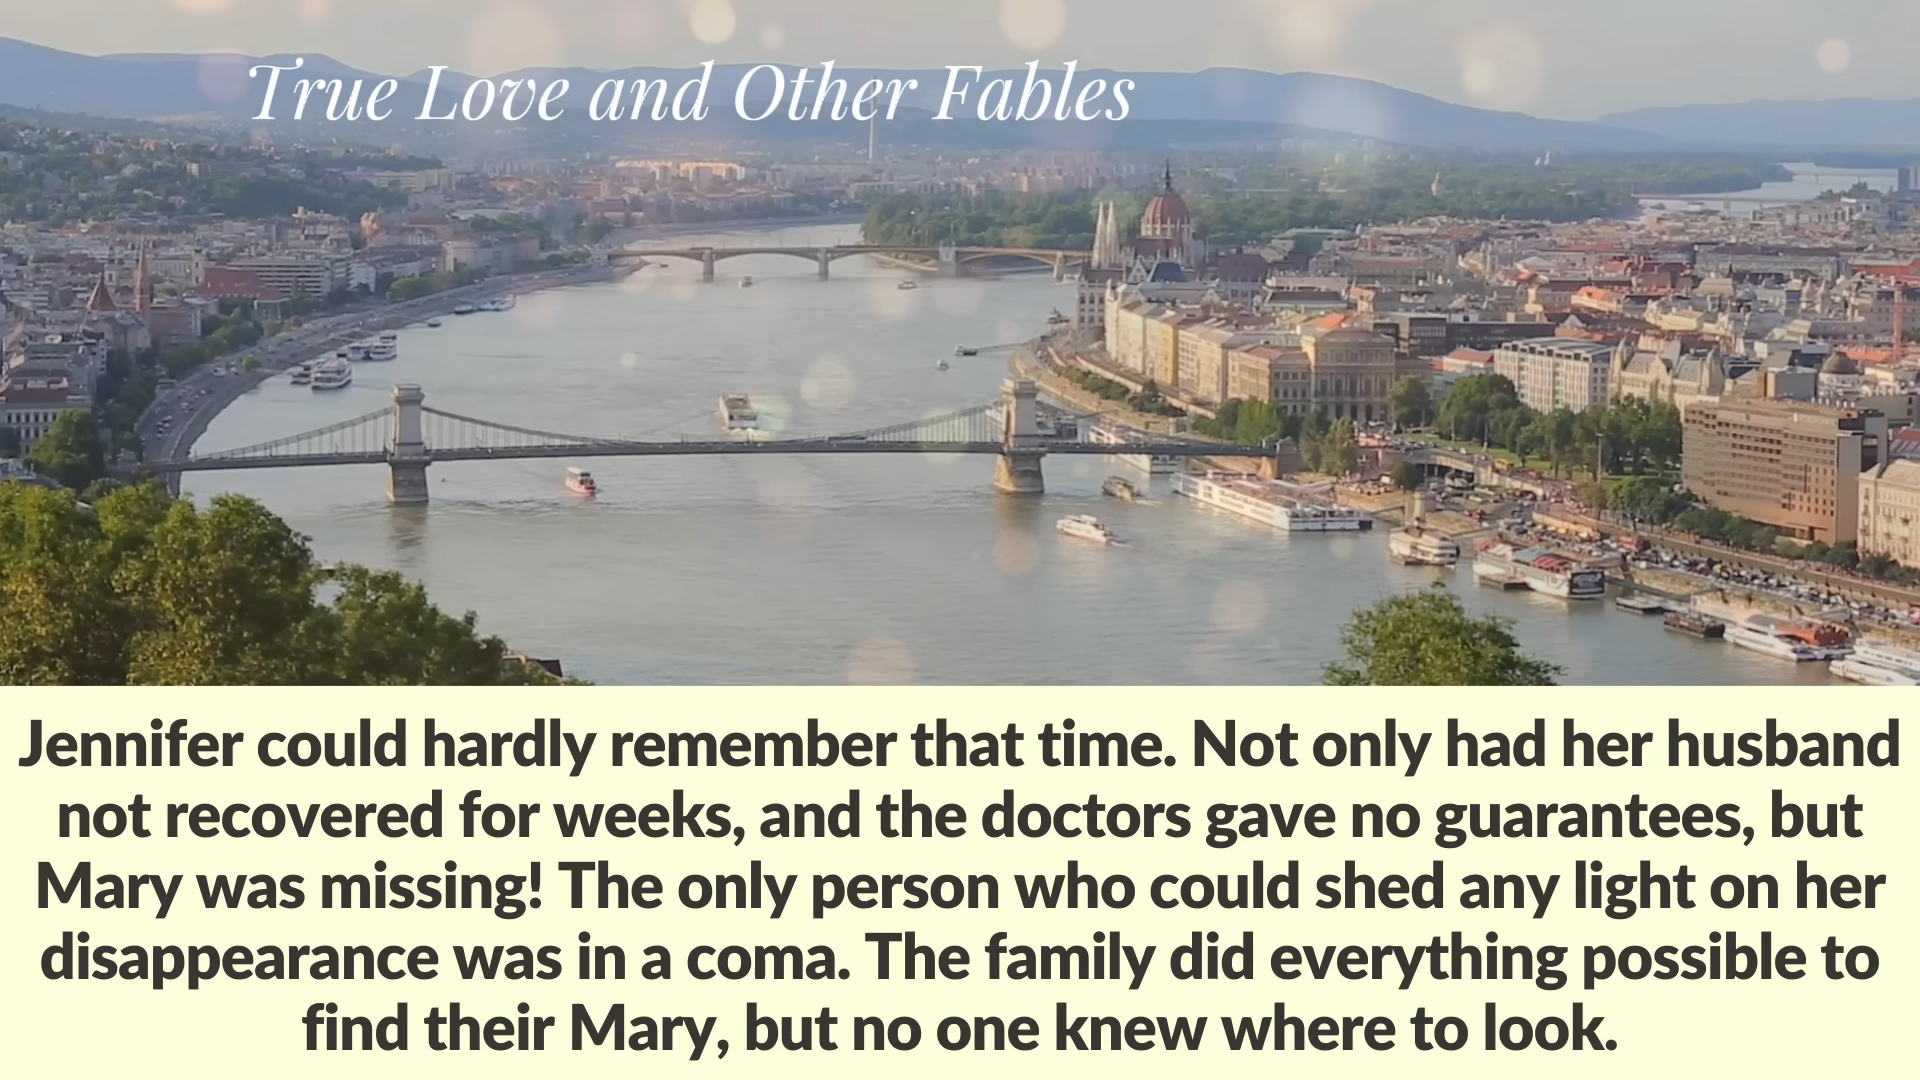 True Love and Other Fables
Jennifer could hardly remember that time. Not only had her husband
not recovered for weeks, and the doctors gave no guarantees, but
Mary was missing! The only person who could shed any light on her
disappearance was in a coma. The family did everything possible to
find their Mary, but no one knew where to look.